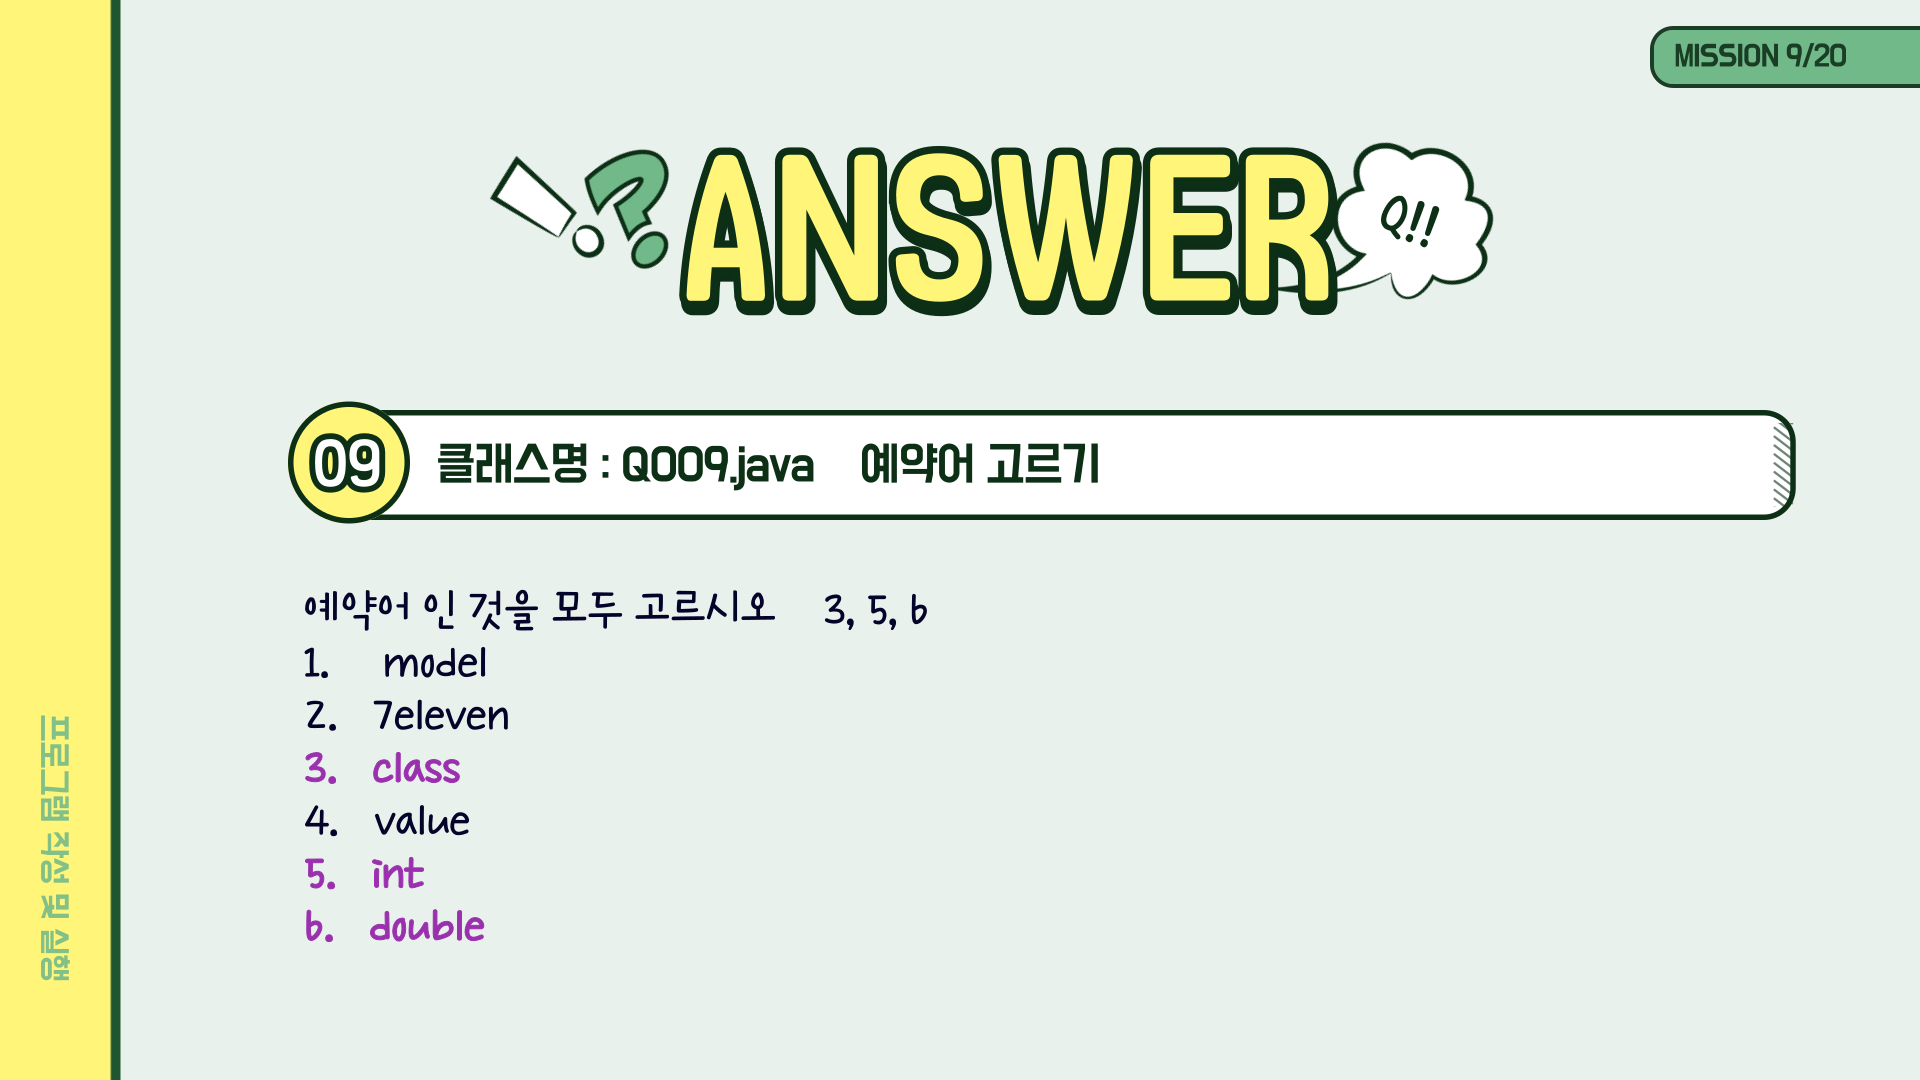 MISSION 9/20
ANSWER
Q!!
09
클래스명 : Q009.java 예약어 고르기
예약어 인 것을 모두 고르시오 3, 5, 6
1. model
2. 7eleven
3. class
4. value
5. int
6. double
프로그램 작성 및 실행